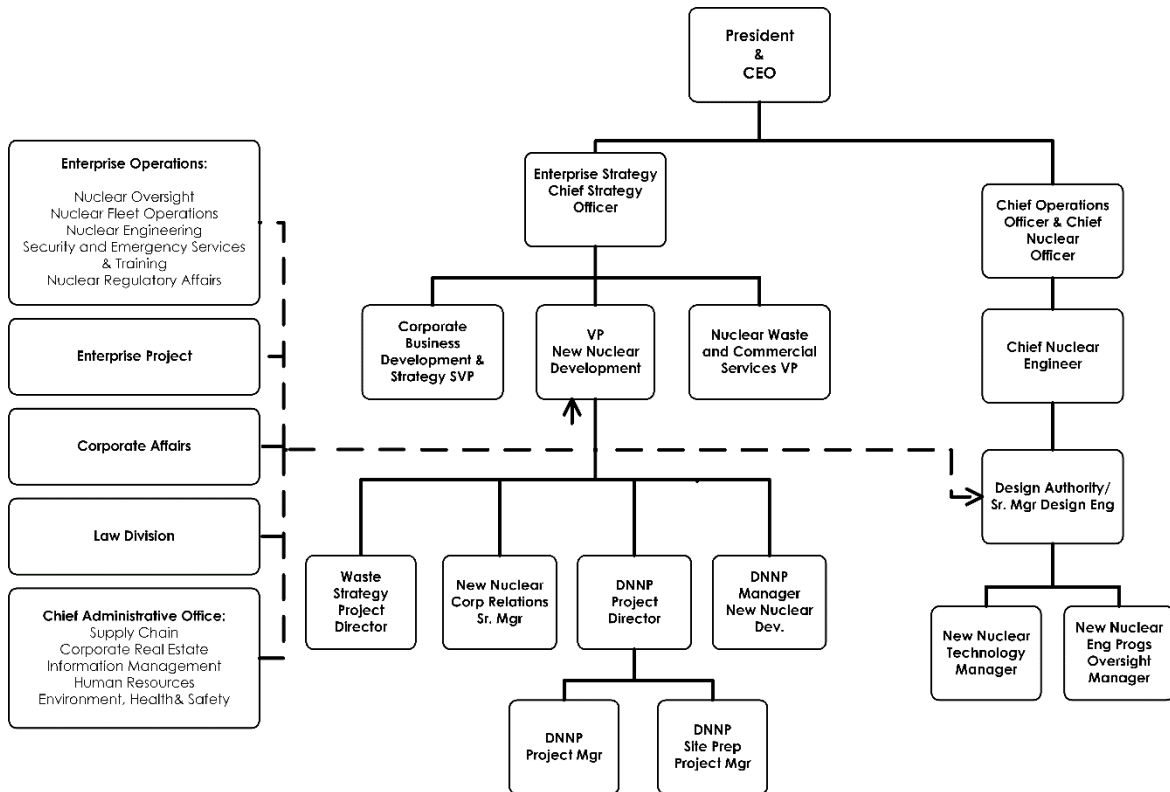 President
&
CEO
Enterprise Operations:
Nuclear Oversight
Nuclear Fleet Operations
Nuclear Engineering
Security and Emergency Services
& Training
Nuclear Regulatory Affairs
Enterprise Project
Corporate Affairs
Law Division
Chief Administrative Office:
Supply Chain
Corporate Real Estate
Information Management
Human Resources
Environment, Health& Safety
Enterprise Strategy
Chief Strategy
Officer
Chief Operations
Officer & Chief
Nuclear
Officer
Corporate
Business
Development &
Strategy SVP
VP
New Nuclear
Development
Nuclear Waste
and Commercial
Services VP
Chief Nuclear
Engineer
Design Authority/
Sr. Mgr Design Eng
Waste
Strategy
Project
Director
New Nuclear
Corp Relations
Sr. Mgr
DNNP
Project
Director
DNNP
Manager
New Nuclear
Dev.
New Nuclear
Technology
Manager
New Nuclear
Eng Progs
Oversight
Manager
DNNP
Project Mgr
DNNP
Site Prep
Project Mgr